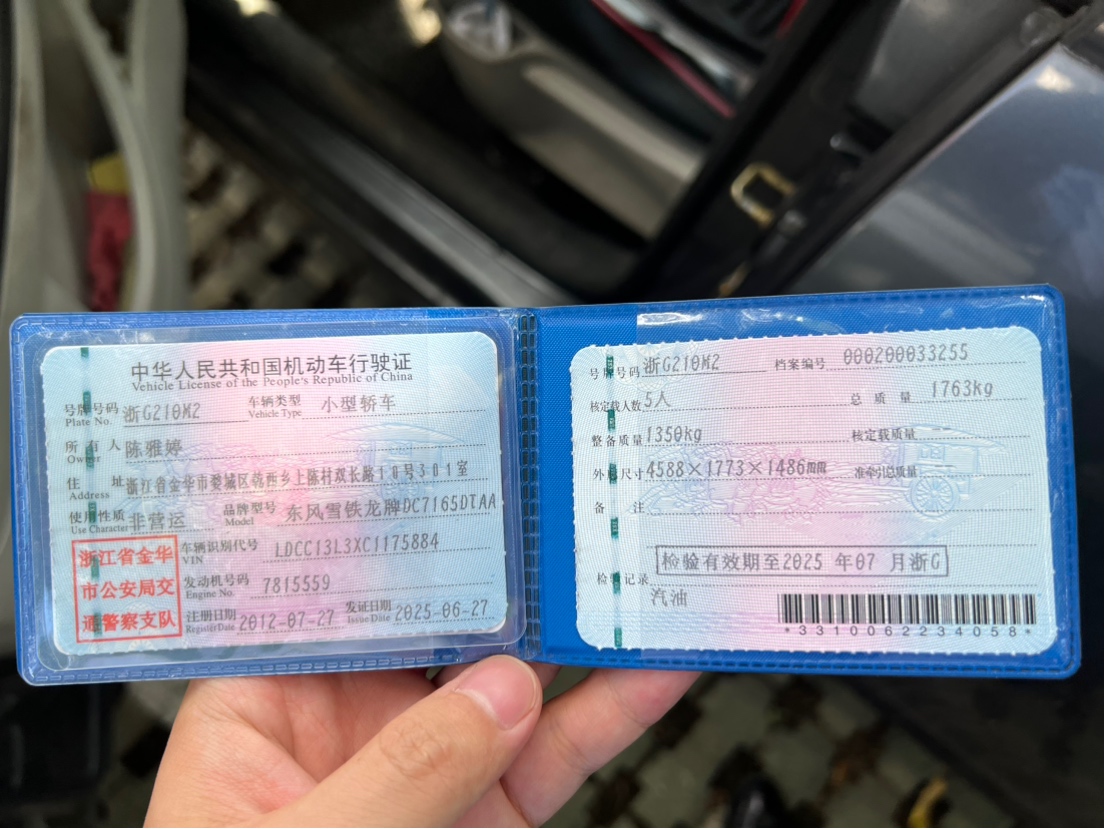 中华人民共和国机动车行驶证
Vehicle License of the People's Republic of China
号牌号码 浙G210M2 车辆类型 小型轿车
Plate No. Vehicle Type
所有人 陈雅婷
Owner
住址 浙江省金华市婺城区乾西乡上陈村双长路18号301室
Address
使用性质 非营运 品牌型号 东风雪铁龙牌DC7165DTAA
Use Character Model
浙江省金华市公安局交通警察支队
车辆识别代号 LDCC13L3XC1175884
VIN
发动机号码 7815559
Engine No.
注册日期 2012-07-27 发证日期 2025-06-27
Register Date Issue Date
号牌号码 浙G210M2 档案编号 000200033255
核定载人数 5人 总质量 1763kg
整备质量 1350kg 核定载质量 --
外廓尺寸 4588×1773×1486mm 准牵引总质量 --
备注
检验有效期至2025年07月浙G
检验记录
汽油
*3310062234058*